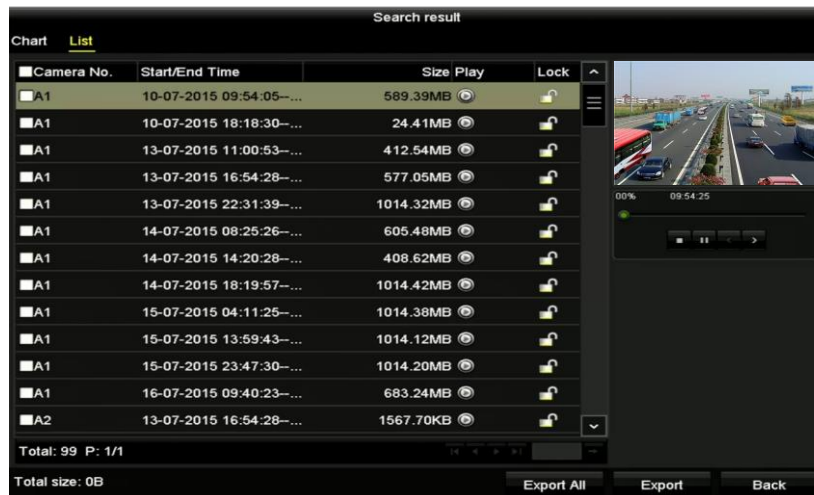 Search result
Chart List
Camera No. Start/End Time Size Play Lock
A1 10-07-2015 09:54:05--... 589.39MB
A1 10-07-2015 18:18:30--... 24.41MB
A1 13-07-2015 11:00:53--... 412.54MB
A1 13-07-2015 16:54:28--... 577.05MB
A1 13-07-2015 22:31:39--... 1014.32MB
A1 14-07-2015 08:25:26--... 605.48MB
A1 14-07-2015 14:20:28--... 408.62MB
A1 14-07-2015 18:19:57--... 1014.42MB
A1 15-07-2015 04:11:25--... 1014.38MB
A1 15-07-2015 13:59:43--... 1014.12MB
A1 15-07-2015 23:47:30--... 1014.20MB
A1 16-07-2015 09:40:23--... 683.24MB
A2 13-07-2015 16:54:28--... 1567.70KB
00% 09:54:25
Total: 99 P: 1/1
Total size: 0B
Export All Export Back